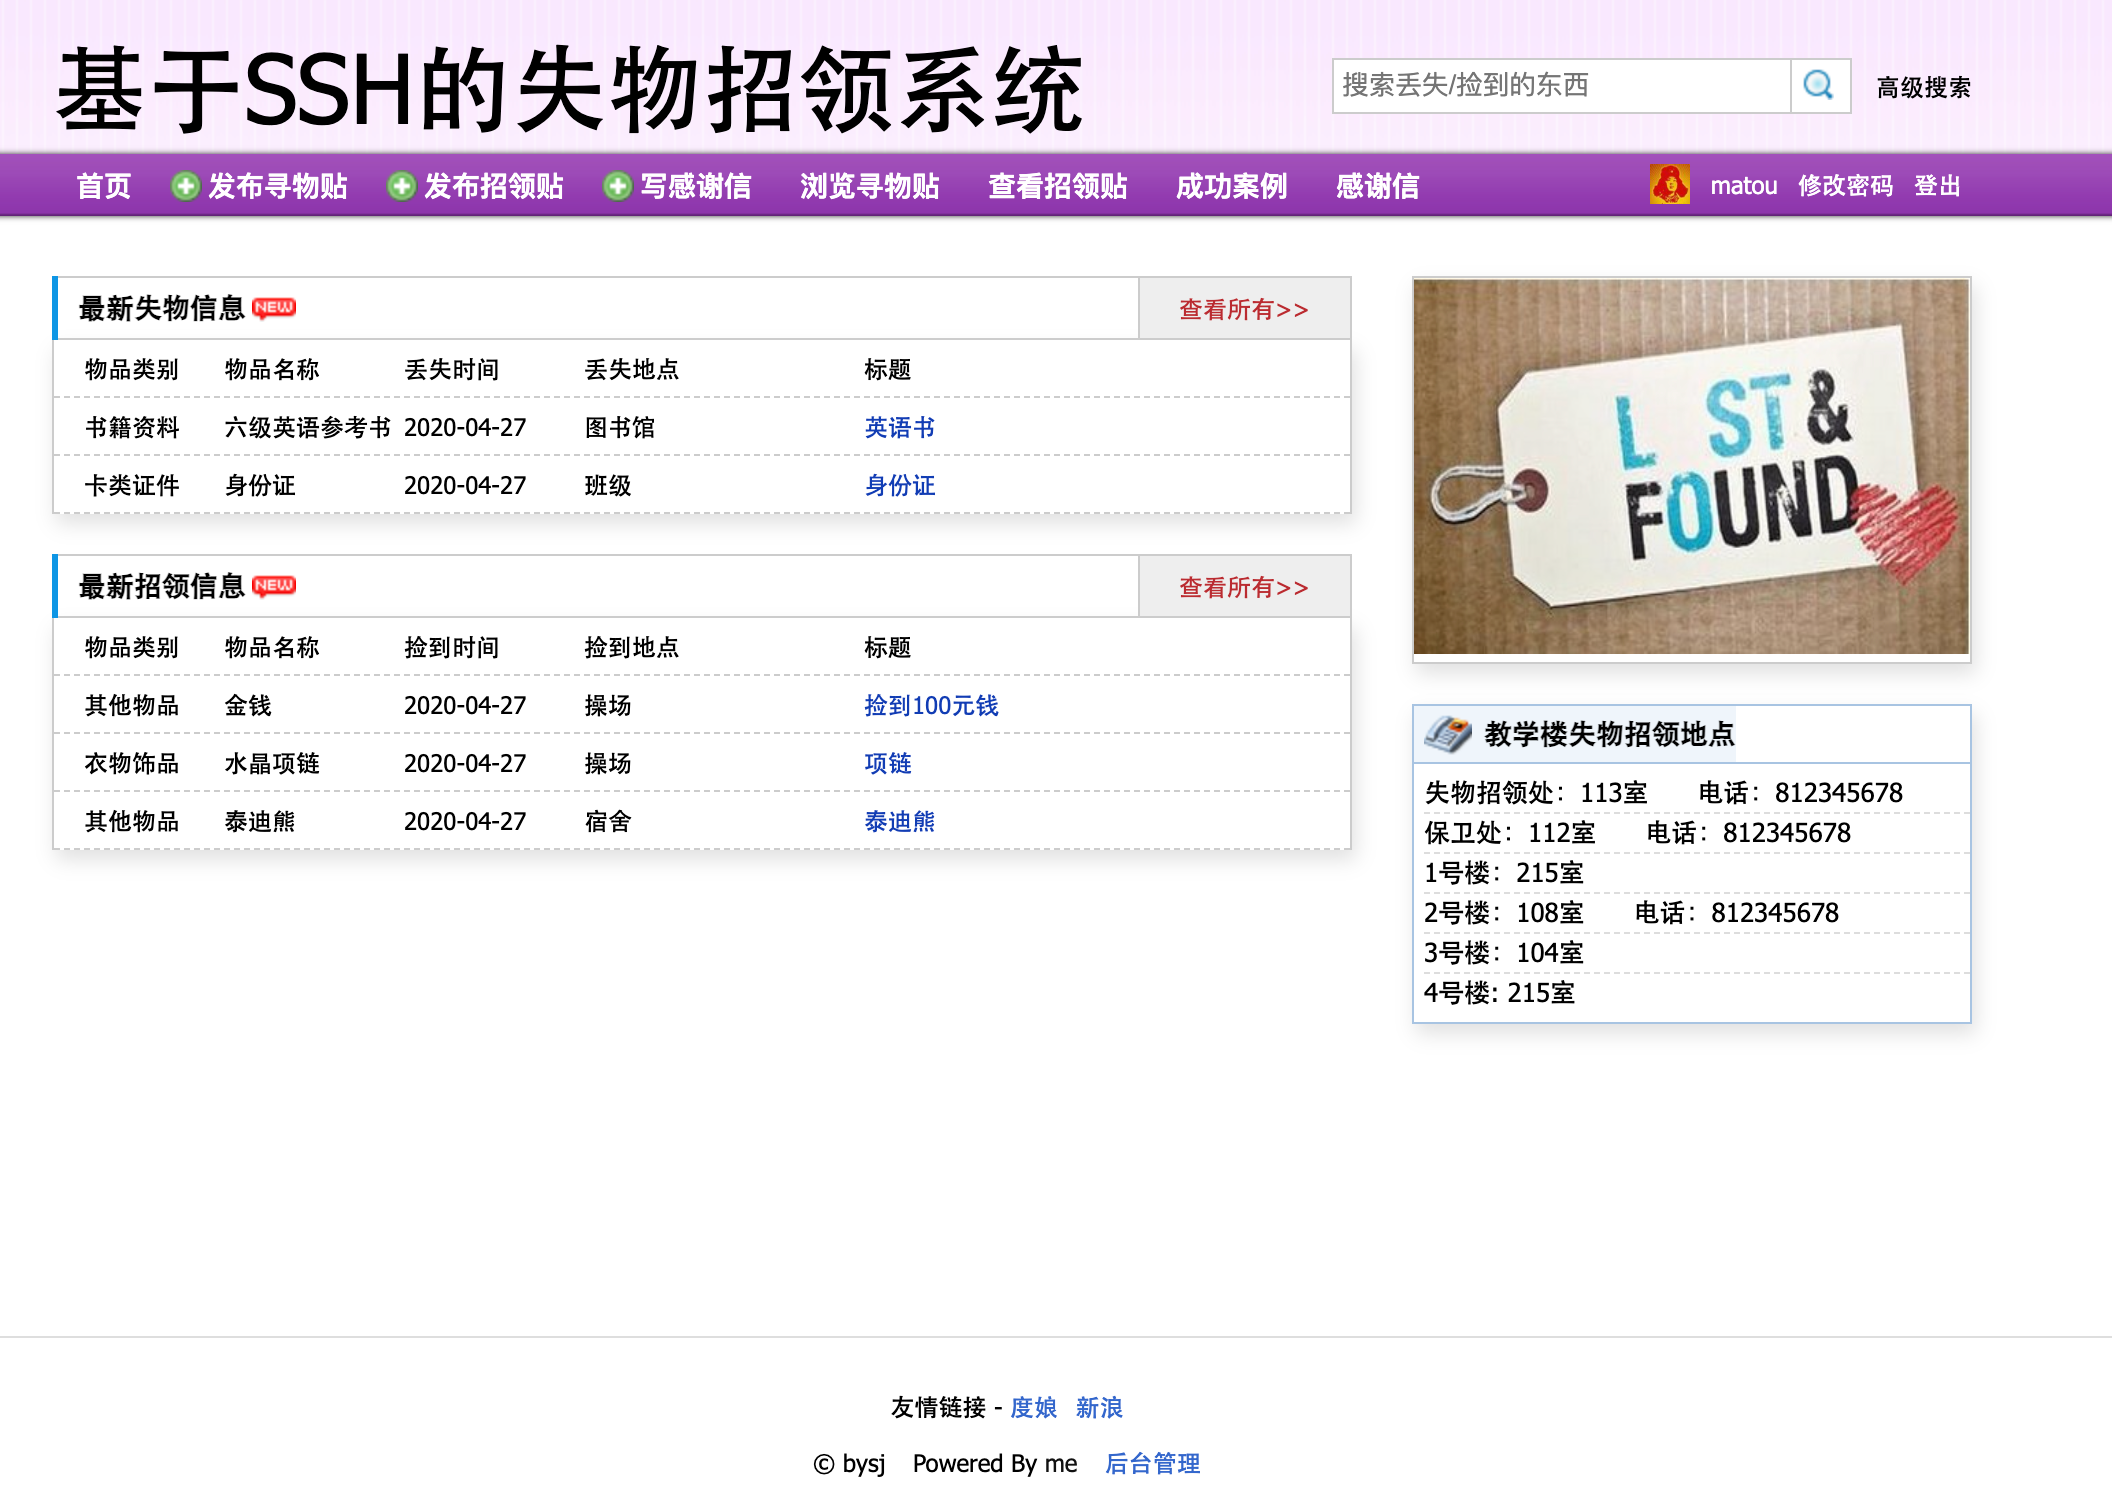 基于SSH的失物招领系统
搜索丢失/捡到的东西
高级搜索
首页 发布寻物贴 发布招领贴 写感谢信 浏览寻物贴 查看招领贴 成功案例 感谢信 matou 修改密码 登出
最新失物信息 NEW 查看所有>>
物品类别 物品名称 丢失时间 丢失地点 标题
书籍资料 六级英语参考书 2020-04-27 图书馆 英语书
卡类证件 身份证 2020-04-27 班级 身份证
最新招领信息 NEW 查看所有>>
物品类别 物品名称 捡到时间 捡到地点 标题
其他物品 金钱 2020-04-27 操场 捡到100元钱
衣物饰品 水晶项链 2020-04-27 操场 项链
其他物品 泰迪熊 2020-04-27 宿舍 泰迪熊
L ST &
FOUND
教学楼失物招领地点
失物招领处：113室 电话：812345678
保卫处：112室 电话：812345678
1号楼：215室
2号楼：108室 电话：812345678
3号楼：104室
4号楼: 215室
友情链接 - 度娘 新浪
© bysj Powered By me 后台管理